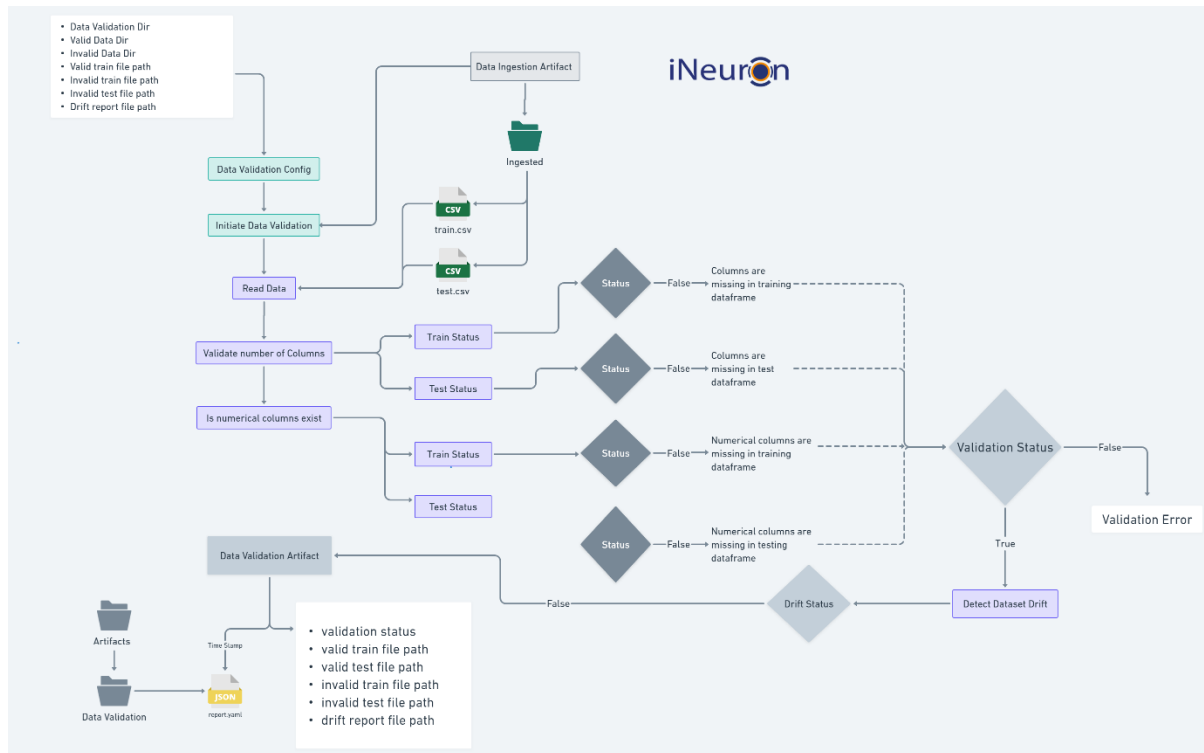 • Data Validation Dir
• Valid Data Dir
• Invalid Data Dir
• Valid train file path
• Invalid train file path
• Invalid test file path
• Drift report file path
Data Ingestion Artifact
iNeuron
Ingested
Data Validation Config
CSV
train.csv
Initiate Data Validation
CSV
test.csv
Read Data
Status
False
Columns are
missing in training
dataframe
Train Status
Validate number of Columns
Status
False
Columns are
missing in test
dataframe
Test Status
Is numerical columns exist
Train Status
Status
False
Numerical columns are
missing in training
dataframe
Validation Status
False
Test Status
Validation Error
Status
False
Numerical columns are
missing in testing
dataframe
True
Data Validation Artifact
False
Drift Status
Detect Dataset Drift
Artifacts
Time Stamp
• validation status
• valid train file path
• valid test file path
• invalid train file path
• invalid test file path
• drift report file path
Data Validation
JSON
report.yaml